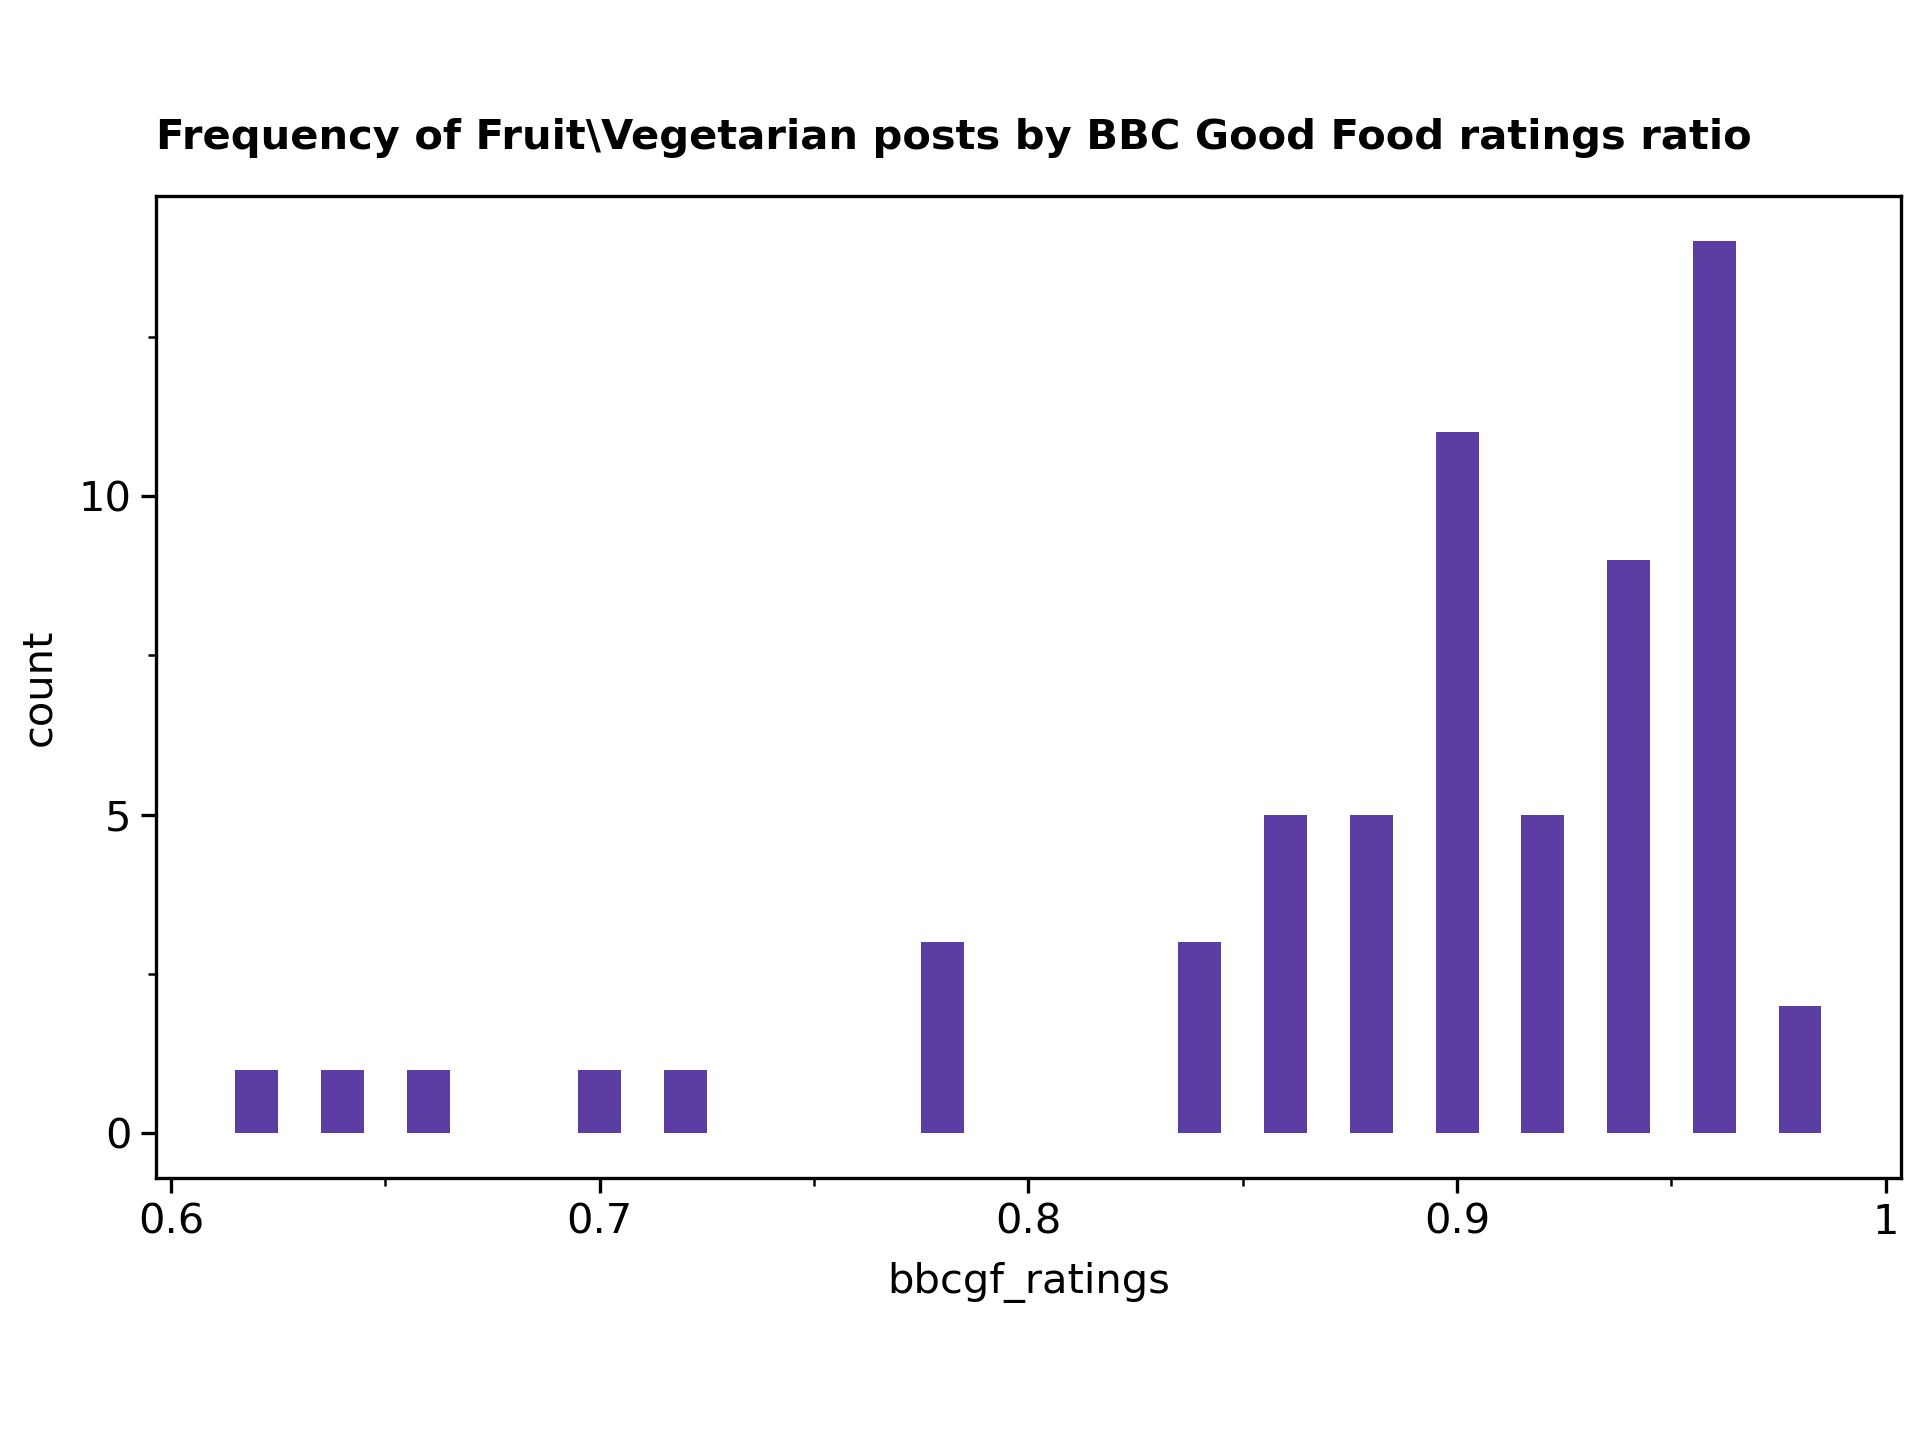 Frequency of Fruit\Vegetarian posts by BBC Good Food ratings ratio
10
5
0
count
0.6 0.7 0.8 0.9 1
bbcgf_ratings